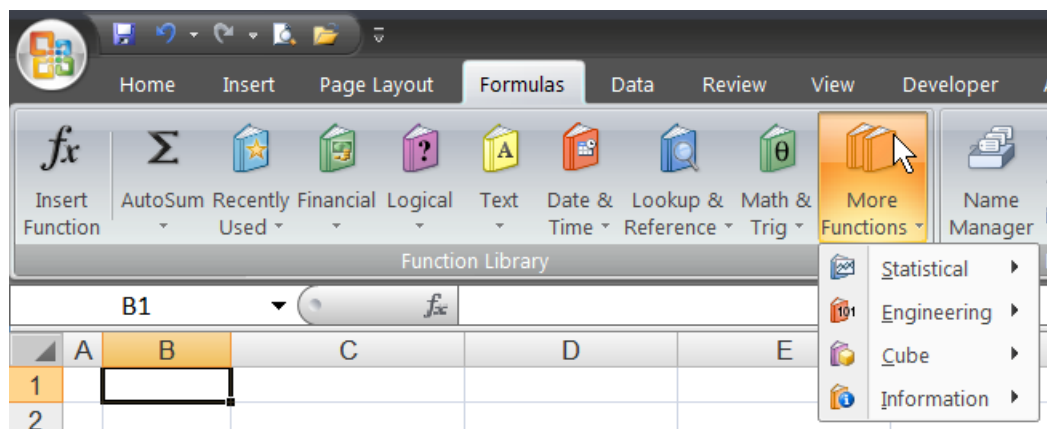 Home Insert Page Layout Formulas Data Review View Developer
fx Σ ? A θ
Insert Function AutoSum Recently Used Financial Logical Text Date & Time Lookup & Reference Math & Trig More Functions Name Manager
Function Library
B1 fx
Statistical
101 Engineering
Cube
Information
A B C D E
1
2